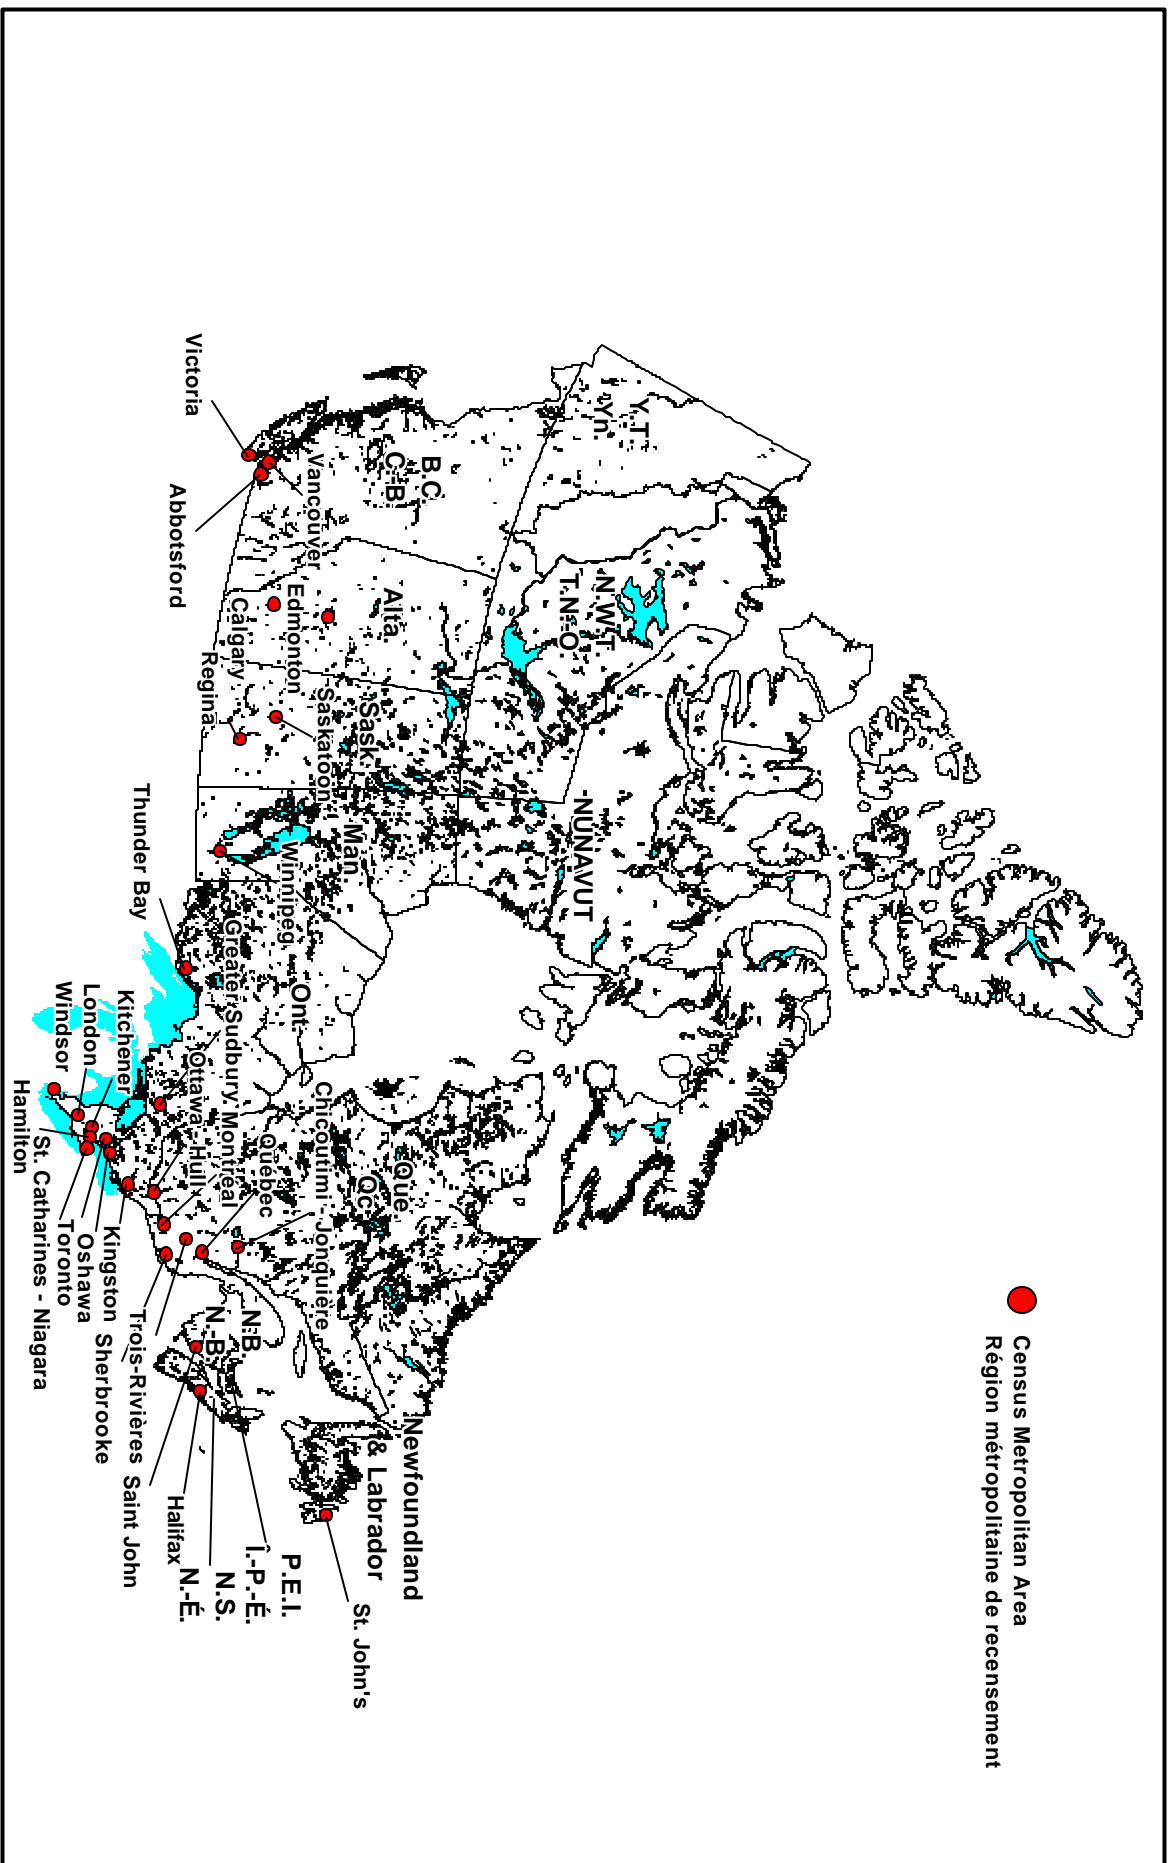 Census Metropolitan Area
Région métropolitaine de recensement
Y.T.
Yn.
N.W.T.
T.N.-O.
NUNAVUT
B.C.
C.-B.
Alta.
Sask.
Man.
Ont.
Que.
Qc
Newfoundland
& Labrador
N.B.
N.-B.
P.E.I.
Î.-P.-É.
N.S.
N.-É.
Victoria
Vancouver
Abbotsford
Edmonton
Calgary
Saskatoon
Regina
Winnipeg
Thunder Bay
Greater Sudbury
Ottawa - Hull
Montréal
Québec
Chicoutimi - Jonquière
Kitchener
London
Windsor
Hamilton
St. Catharines - Niagara
Toronto
Oshawa
Kingston
Sherbrooke
Trois-Rivières
Saint John
Halifax
St. John's